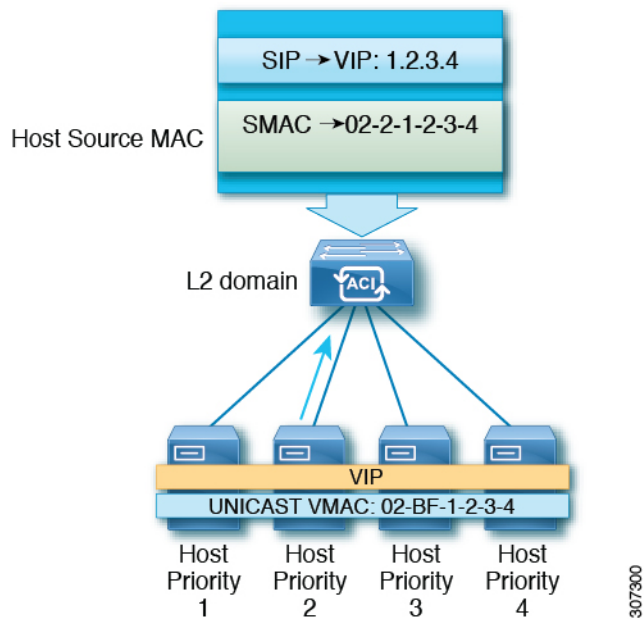 SIP → VIP: 1.2.3.4
Host Source MAC
SMAC → 02-2-1-2-3-4
L2 domain
ACI
VIP
UNICAST VMAC: 02-BF-1-2-3-4
Host Priority 1
Host Priority 2
Host Priority 3
Host Priority 4
307300